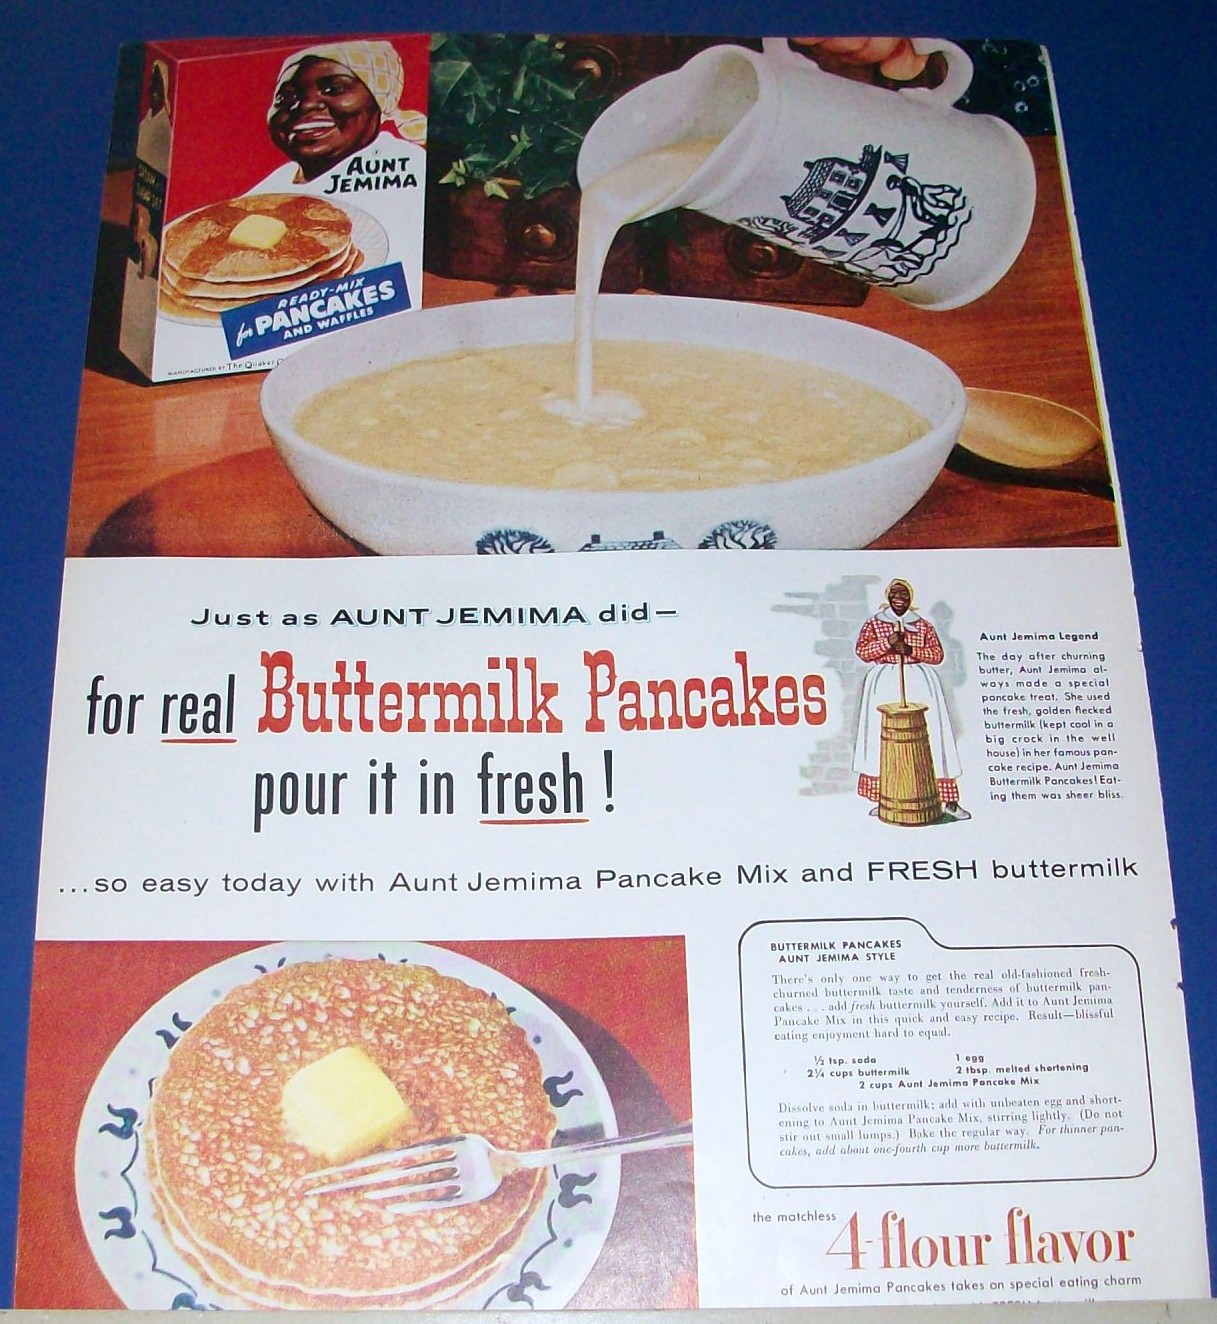 AUNT
JEMIMA
READY-MIX
for PANCAKES
AND WAFFLES
MANUFACTURED BY The Quaker
Just as AUNT JEMIMA did—
for real Buttermilk Pancakes
pour it in fresh!
Aunt Jemima Legend
The day after churning
butter, Aunt Jemima al-
ways made a special
pancake treat. She used
the fresh, golden flecked
buttermilk (kept cool in a
big crock in the well
house) in her famous pan-
cake recipe. Aunt Jemima
Buttermilk Pancakes! Eat-
ing them was sheer bliss.
...so easy today with Aunt Jemima Pancake Mix and FRESH buttermilk
BUTTERMILK PANCAKES
AUNT JEMIMA STYLE
There's only one way to get the real old-fashioned fresh-
churned buttermilk taste and tenderness of buttermilk pan-
cakes . . . add fresh buttermilk yourself. Add it to Aunt Jemima
Pancake Mix in this quick and easy recipe. Result—blissful
eating enjoyment hard to equal.
½ tsp. soda 1 egg
2¼ cups buttermilk 2 tbsp. melted shortening
2 cups Aunt Jemima Pancake Mix
Dissolve soda in buttermilk; add with unbeaten egg and short-
ening to Aunt Jemima Pancake Mix, stirring lightly. (Do not
stir out small lumps.) Bake the regular way. For thinner pan-
cakes, add about one-fourth cup more buttermilk.
the matchless 4-flour flavor
of Aunt Jemima Pancakes takes on special eating charm